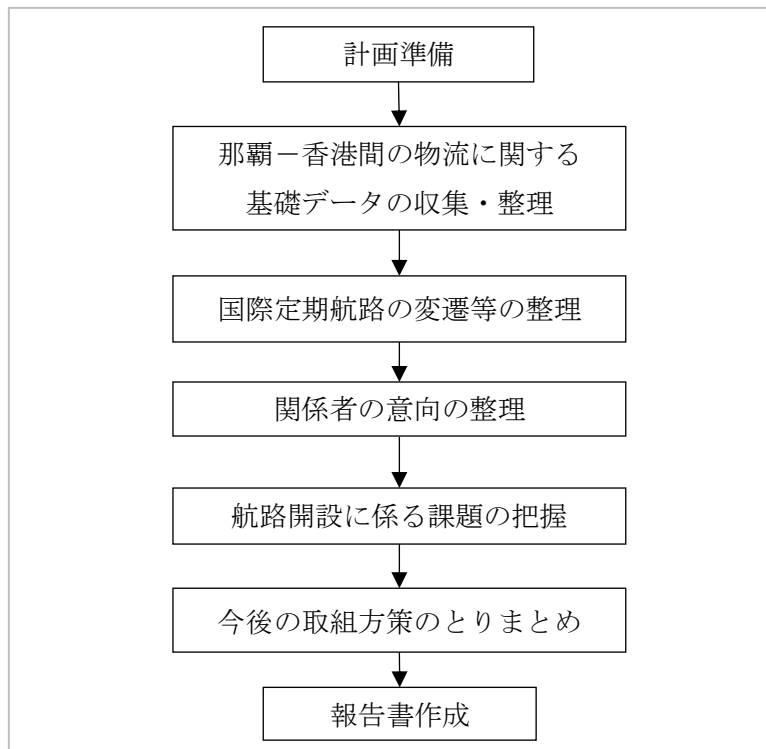 計画準備
那覇－香港間の物流に関する
基礎データの収集・整理
国際定期航路の変遷等の整理
関係者の意向の整理
航路開設に係る課題の把握
今後の取組方策のとりまとめ
報告書作成